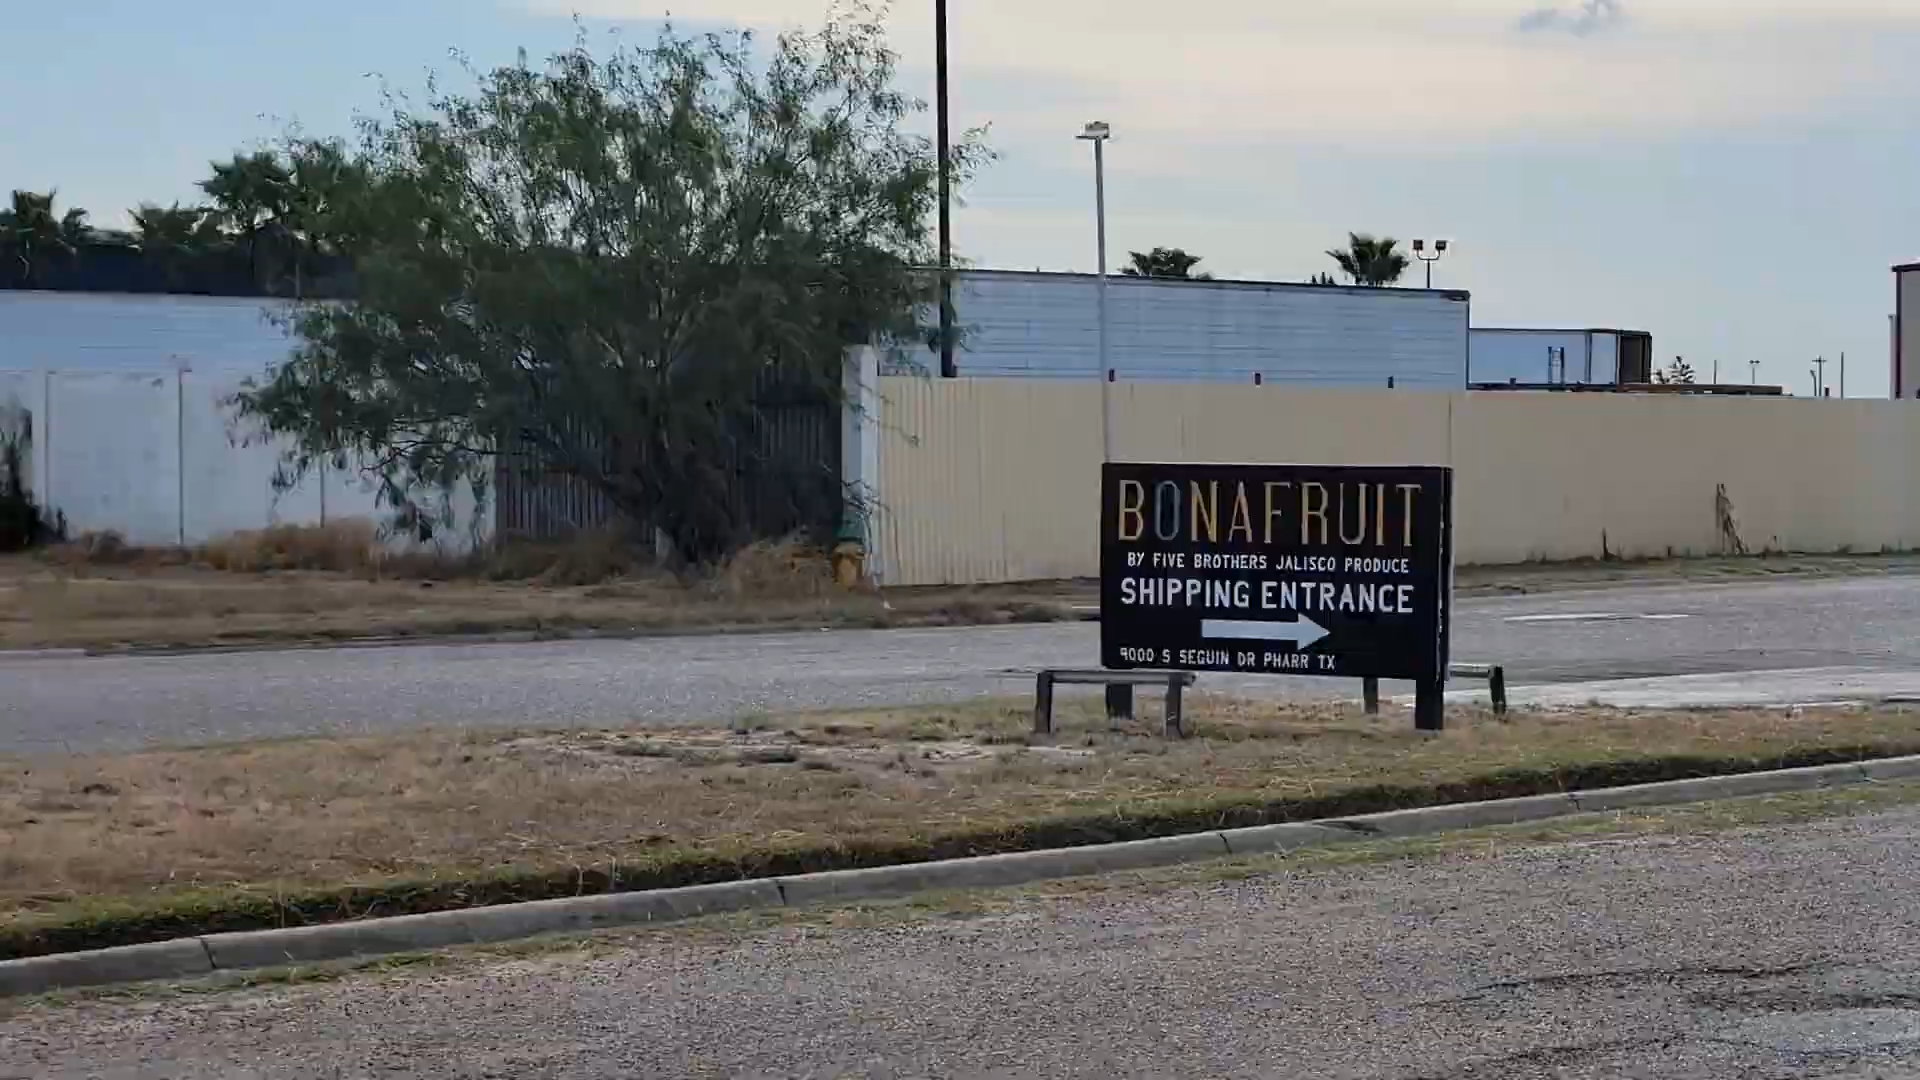 BONAFRUIT
BY FIVE BROTHERS JALISCO PRODUCE
SHIPPING ENTRANCE
9000 S SEGUIN DR PHARR TX